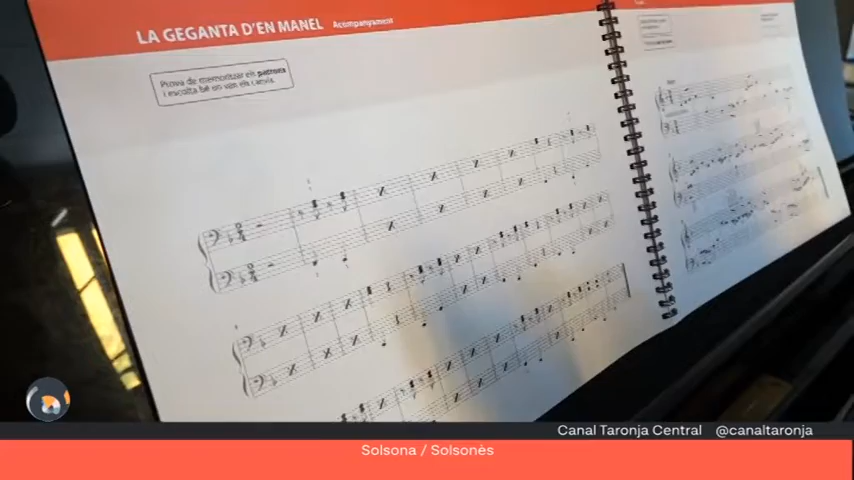 LA GEGANTA D'EN MANEL Acompanyament
Prova de memoritzar els patrons
i escolta bé on van els canvis.
Canal Taronja Central @canaltaronja
Solsona / Solsonès